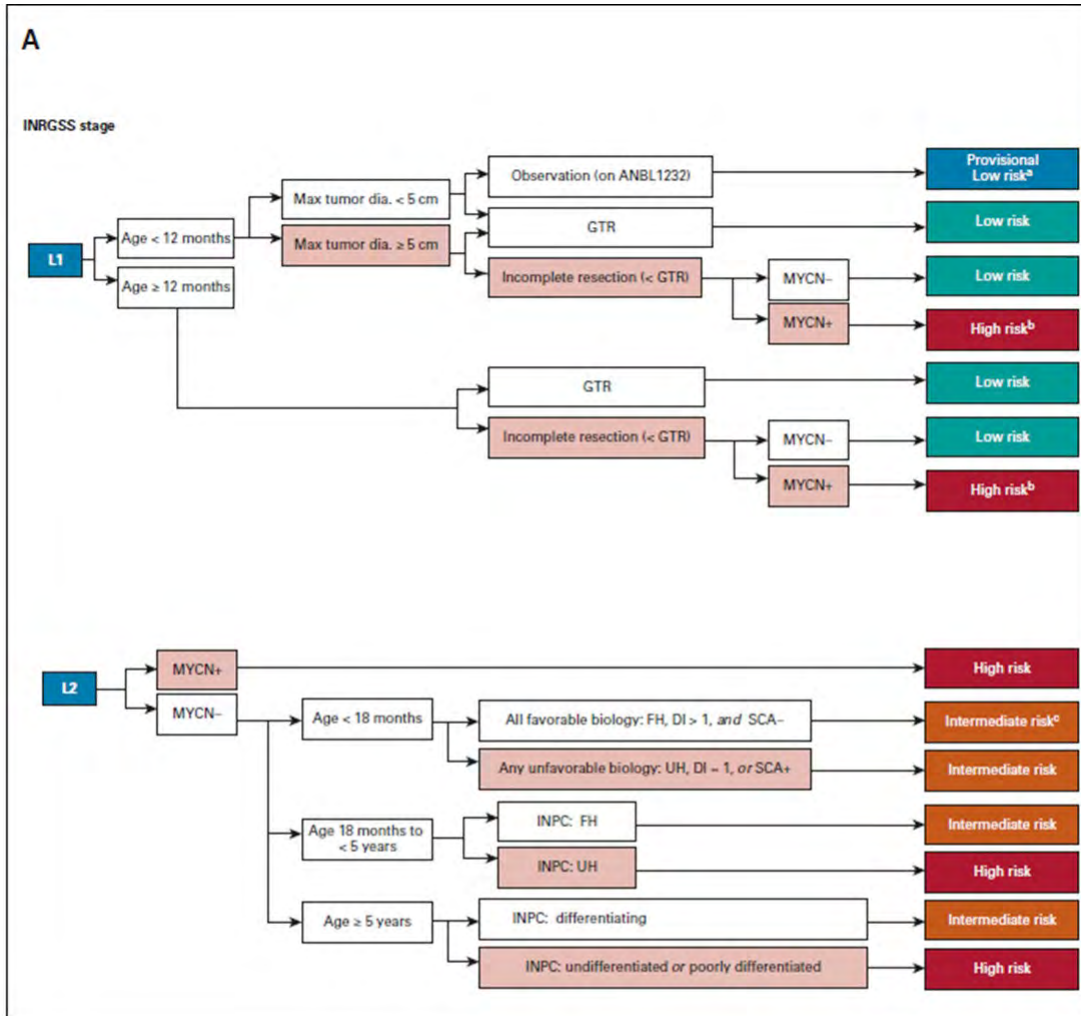 A
INRGSS stage
L1
Age < 12 months
Age ≥ 12 months
Max tumor dia. < 5 cm
Max tumor dia. ≥ 5 cm
Observation (on ANBL1232)
GTR
Incomplete resection (< GTR)
MYCN–
MYCN+
Provisional
Low riskᵃ
Low risk
Low risk
High riskᵇ
GTR
Incomplete resection (< GTR)
MYCN–
MYCN+
Low risk
Low risk
High riskᵇ
L2
MYCN+
MYCN–
High risk
Age < 18 months
All favorable biology: FH, DI > 1, and SCA–
Any unfavorable biology: UH, DI – 1, or SCA+
Intermediate riskᶜ
Intermediate risk
Age 18 months to
< 5 years
INPC: FH
INPC: UH
Intermediate risk
High risk
Age ≥ 5 years
INPC: differentiating
INPC: undifferentiated or poorly differentiated
Intermediate risk
High risk